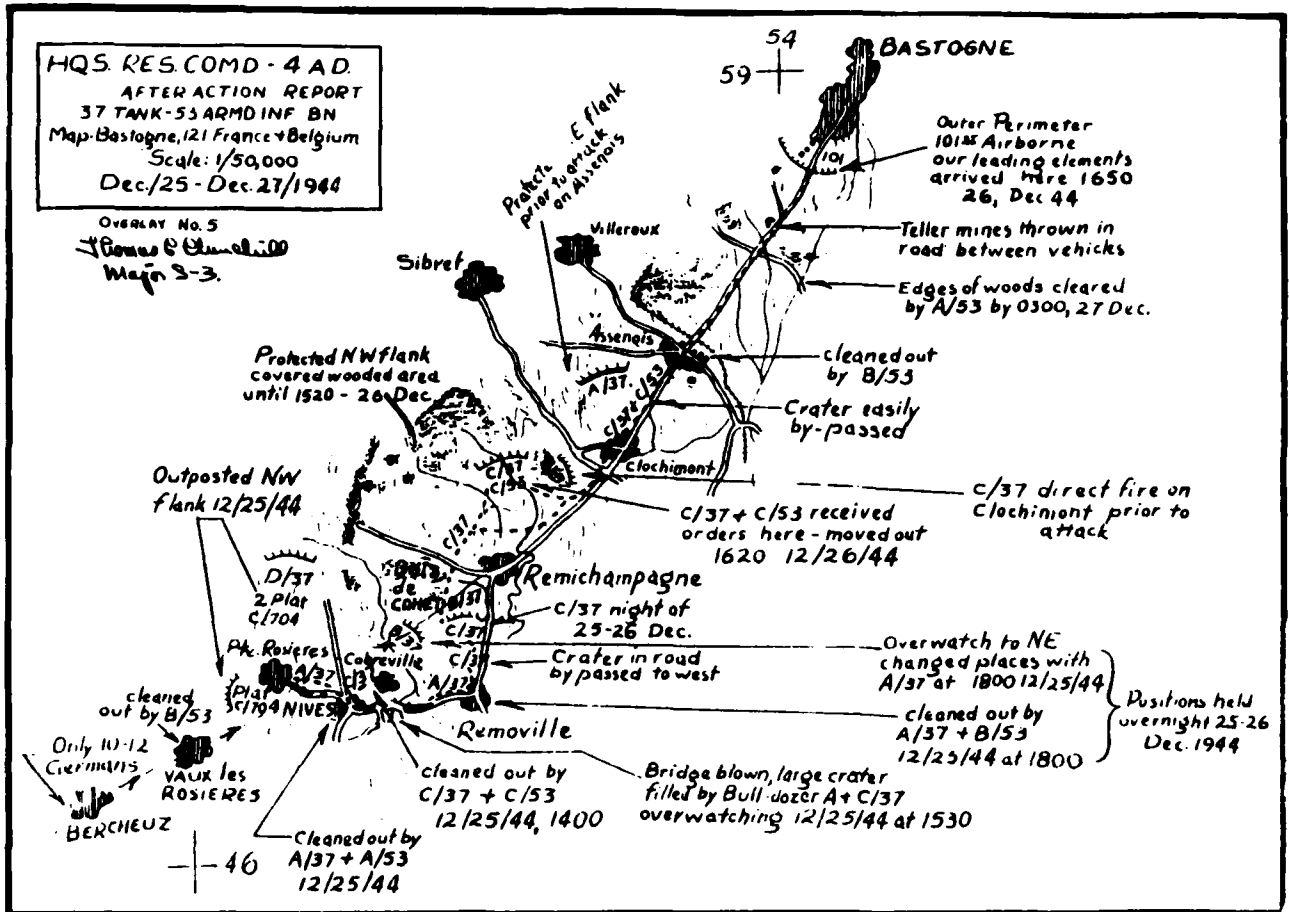 HQS. RES. COMD - 4 AD.
AFTER ACTION REPORT
37 TANK-53 ARMD INF BN
Map-Bastogne, 121 France + Belgium
Scale: 1/50,000
Dec./25 - Dec. 27/1944
OVERLAY No. 5
Major S-3.
54
59
BASTOGNE
Outer Perimeter
101st Airborne
our leading elements
arrived here 1650
26, Dec 44
101
Teller mines thrown in
road between vehicles
Edges of woods cleared
by A/53 by 0300, 27 Dec.
Protects E flank
prior to attack
on Assenois
Villeroux
Sibret
Assenois
cleaned out
by B/53
Crater easily
by-passed
A/37.
C/37 + C/53
Clochimont
Protected NW flank
covered wooded area
until 1520 - 26 Dec
C/37
C/53
C/37
C/37 direct fire on
Clochimont prior to
attack
C/37 + C/53 received
orders here - moved out
1620 12/26/44
Outposted NW
flank 12/25/44
Remichampagne
D/37
2 Plat
C/704
Bois
de
COHET
B/37
B/37
C/37
C/37 night of
25-26 Dec.
C/37
Crater in road
by passed to west
Overwatch to NE
changed places with
A/37 at 1800 12/25/44
Positions held
overnight 25-26
Dec. 1944
cleaned out by
A/37 + B/53
12/25/44 at 1800
Rosieres
A/37
Cobreville
A/37
Plat
C/794
NIVES
Removille
cleaned
out by B/53
Only 10-12
Germans
VAUX les
ROSIERES
BERCHEUX
cleaned out by
C/37 + C/53
12/25/44, 1400
Bridge blown, large crater
filled by Bull-dozer A + C/37
overwatching 12/25/44 at 1530
Cleaned out by
A/37 + A/53
12/25/44
46